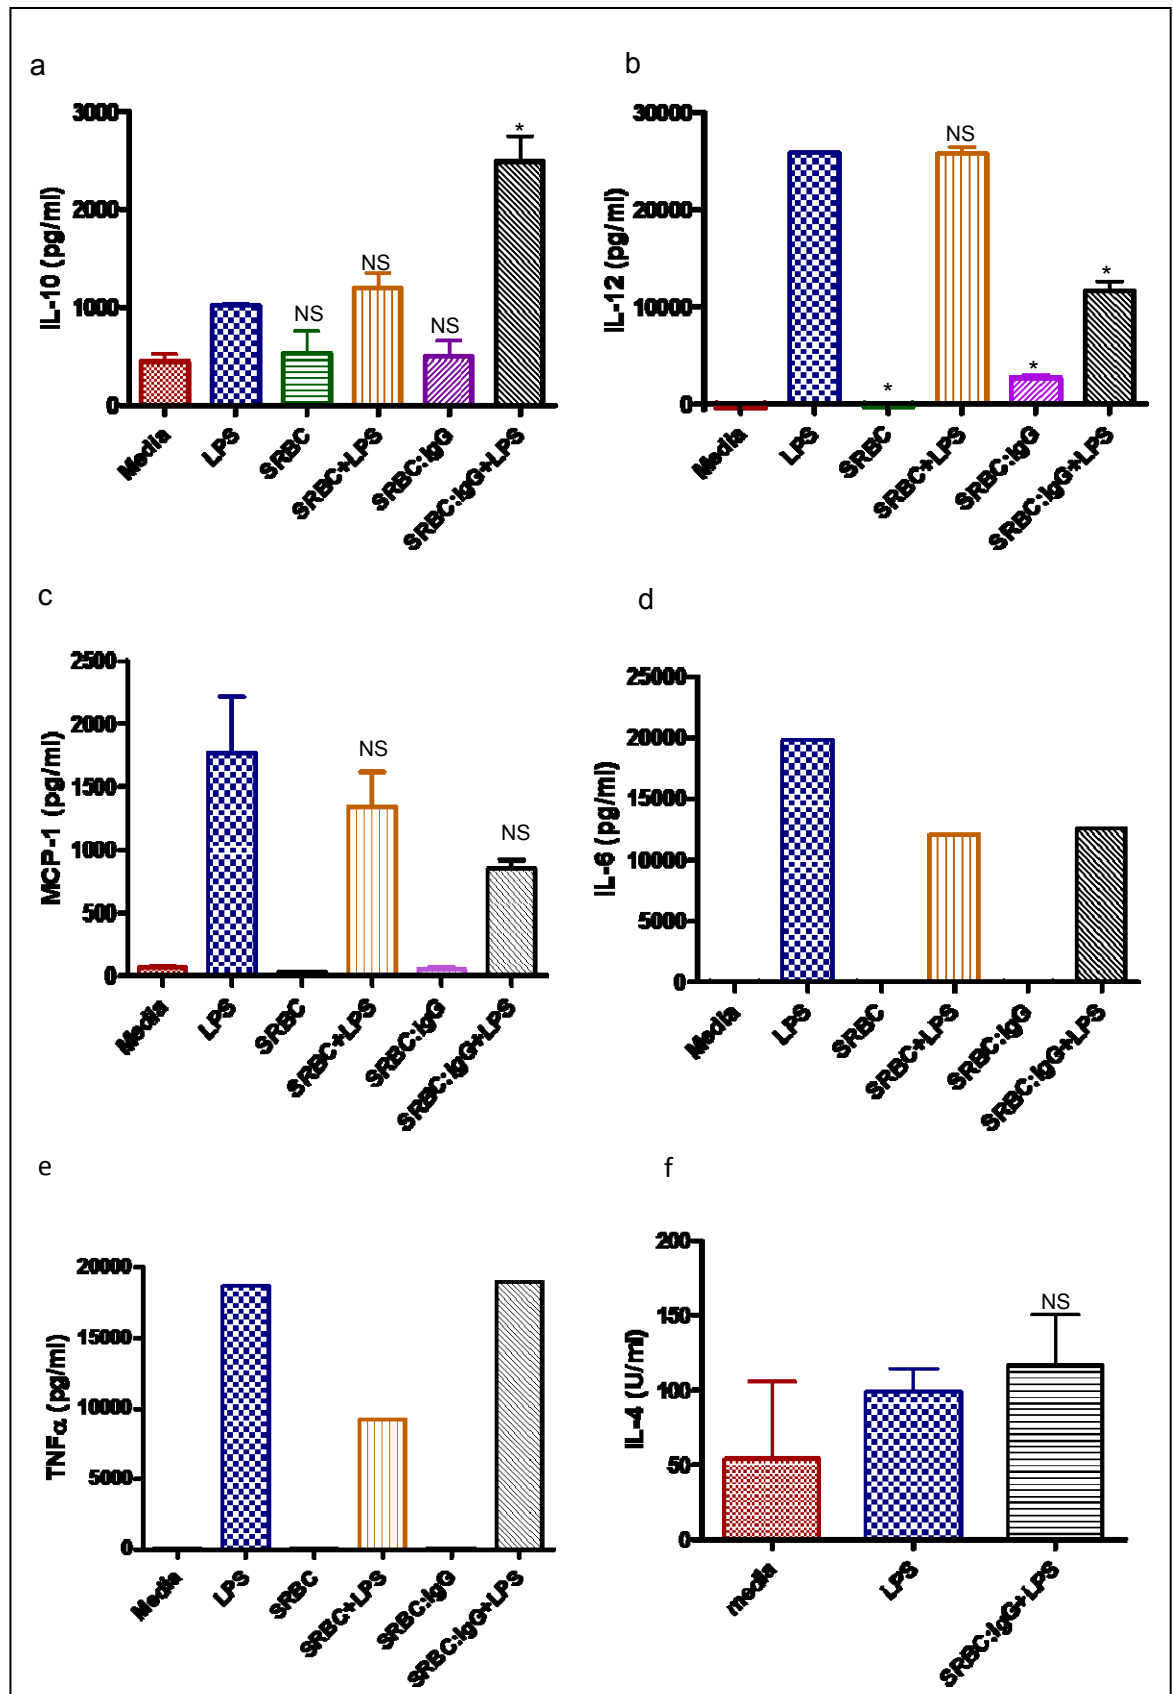 a
IL-10 (pg/ml)
3000
2000
1000
0
NS
NS
NS
*
Media
LPS
SRBC
SRBC+LPS
SRBC:IgG
SRBC:IgG+LPS
b
IL-12 (pg/ml)
30000
20000
10000
0
*
NS
*
*
Media
LPS
SRBC
SRBC+LPS
SRBC:IgG
SRBC:IgG+LPS
c
MCP-1 (pg/ml)
2500
2000
1500
1000
500
0
NS
NS
Media
LPS
SRBC
SRBC+LPS
SRBC:IgG
SRBC:IgG+LPS
d
IL-6 (pg/ml)
25000
20000
15000
10000
5000
0
Media
LPS
SRBC
SRBC+LPS
SRBC:IgG
SRBC:IgG+LPS
e
TNFα (pg/ml)
20000
15000
10000
5000
0
Media
LPS
SRBC
SRBC+LPS
SRBC:IgG
SRBC:IgG+LPS
f
IL-4 (U/ml)
200
150
100
50
0
NS
media
LPS
SRBC:IgG+LPS